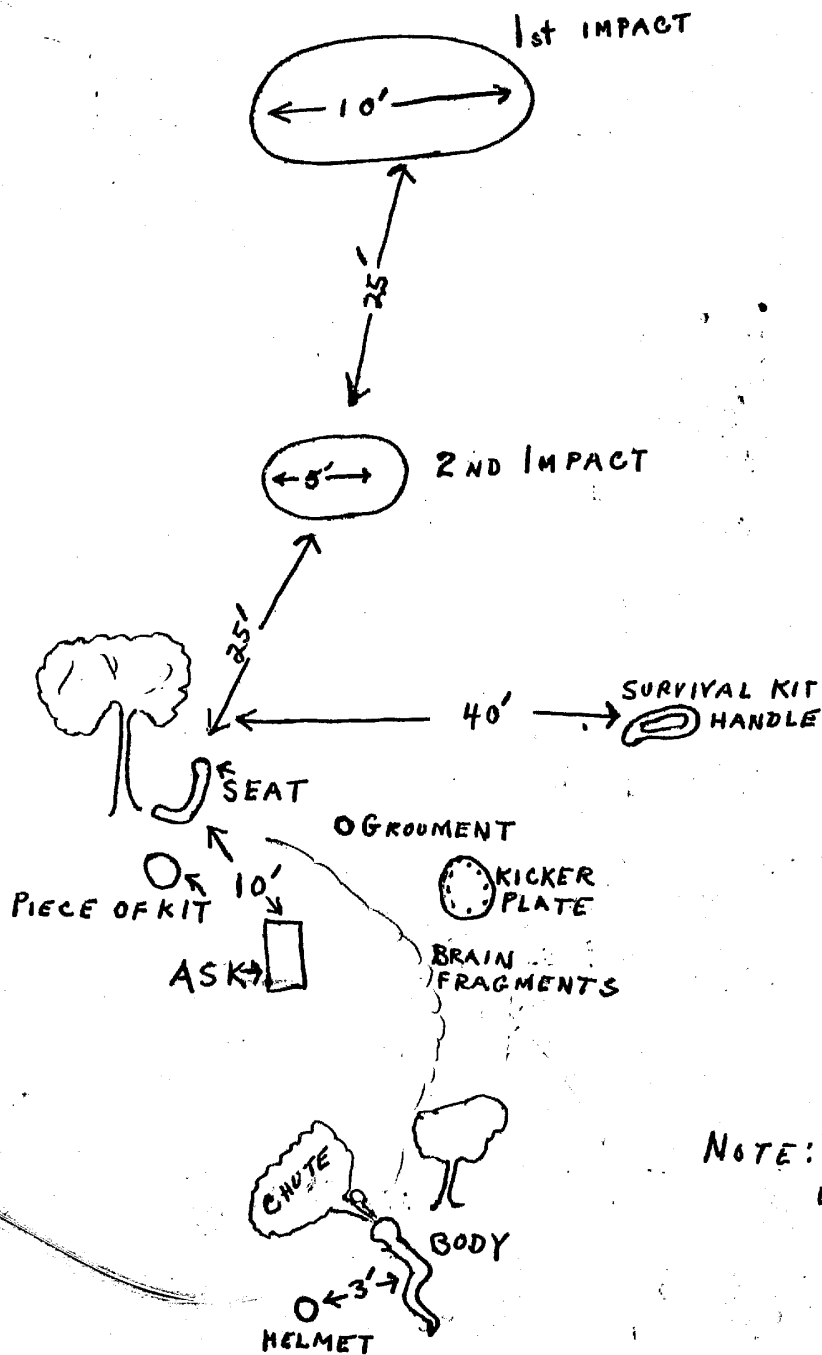 1st IMPACT
10'
25'
5'
2ND IMPACT
25'
40'
SURVIVAL KIT
HANDLE
SEAT
GROUMENT
10'
KICKER
PLATE
PIECE OF KIT
ASK
BRAIN
FRAGMENTS
NOTE:
CHUTE
BODY
3'
HELMET